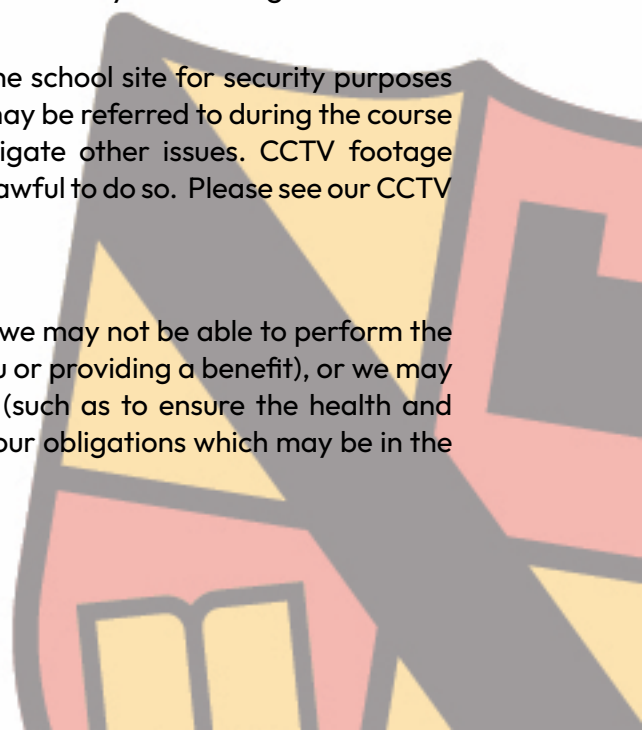 he school site for security purposes
may be referred to during the course
igate other issues. CCTV footage
awful to do so. Please see our CCTV
we may not be able to perform the
u or providing a benefit), or we may
(such as to ensure the health and
our obligations which may be in the